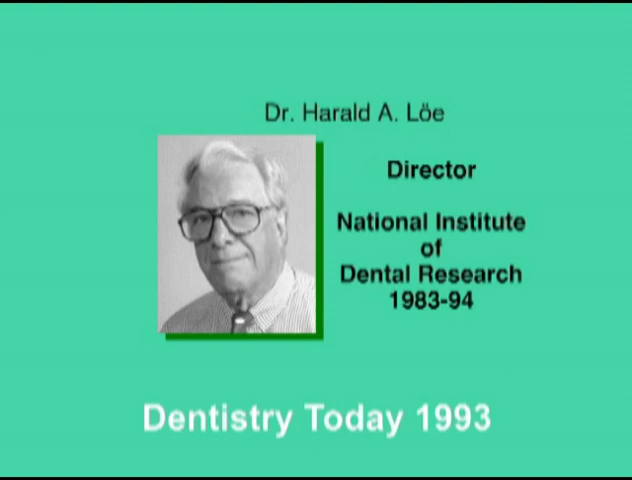 Dr. Harald A. Löe
Director
National Institute
of
Dental Research
1983-94
Dentistry Today 1993